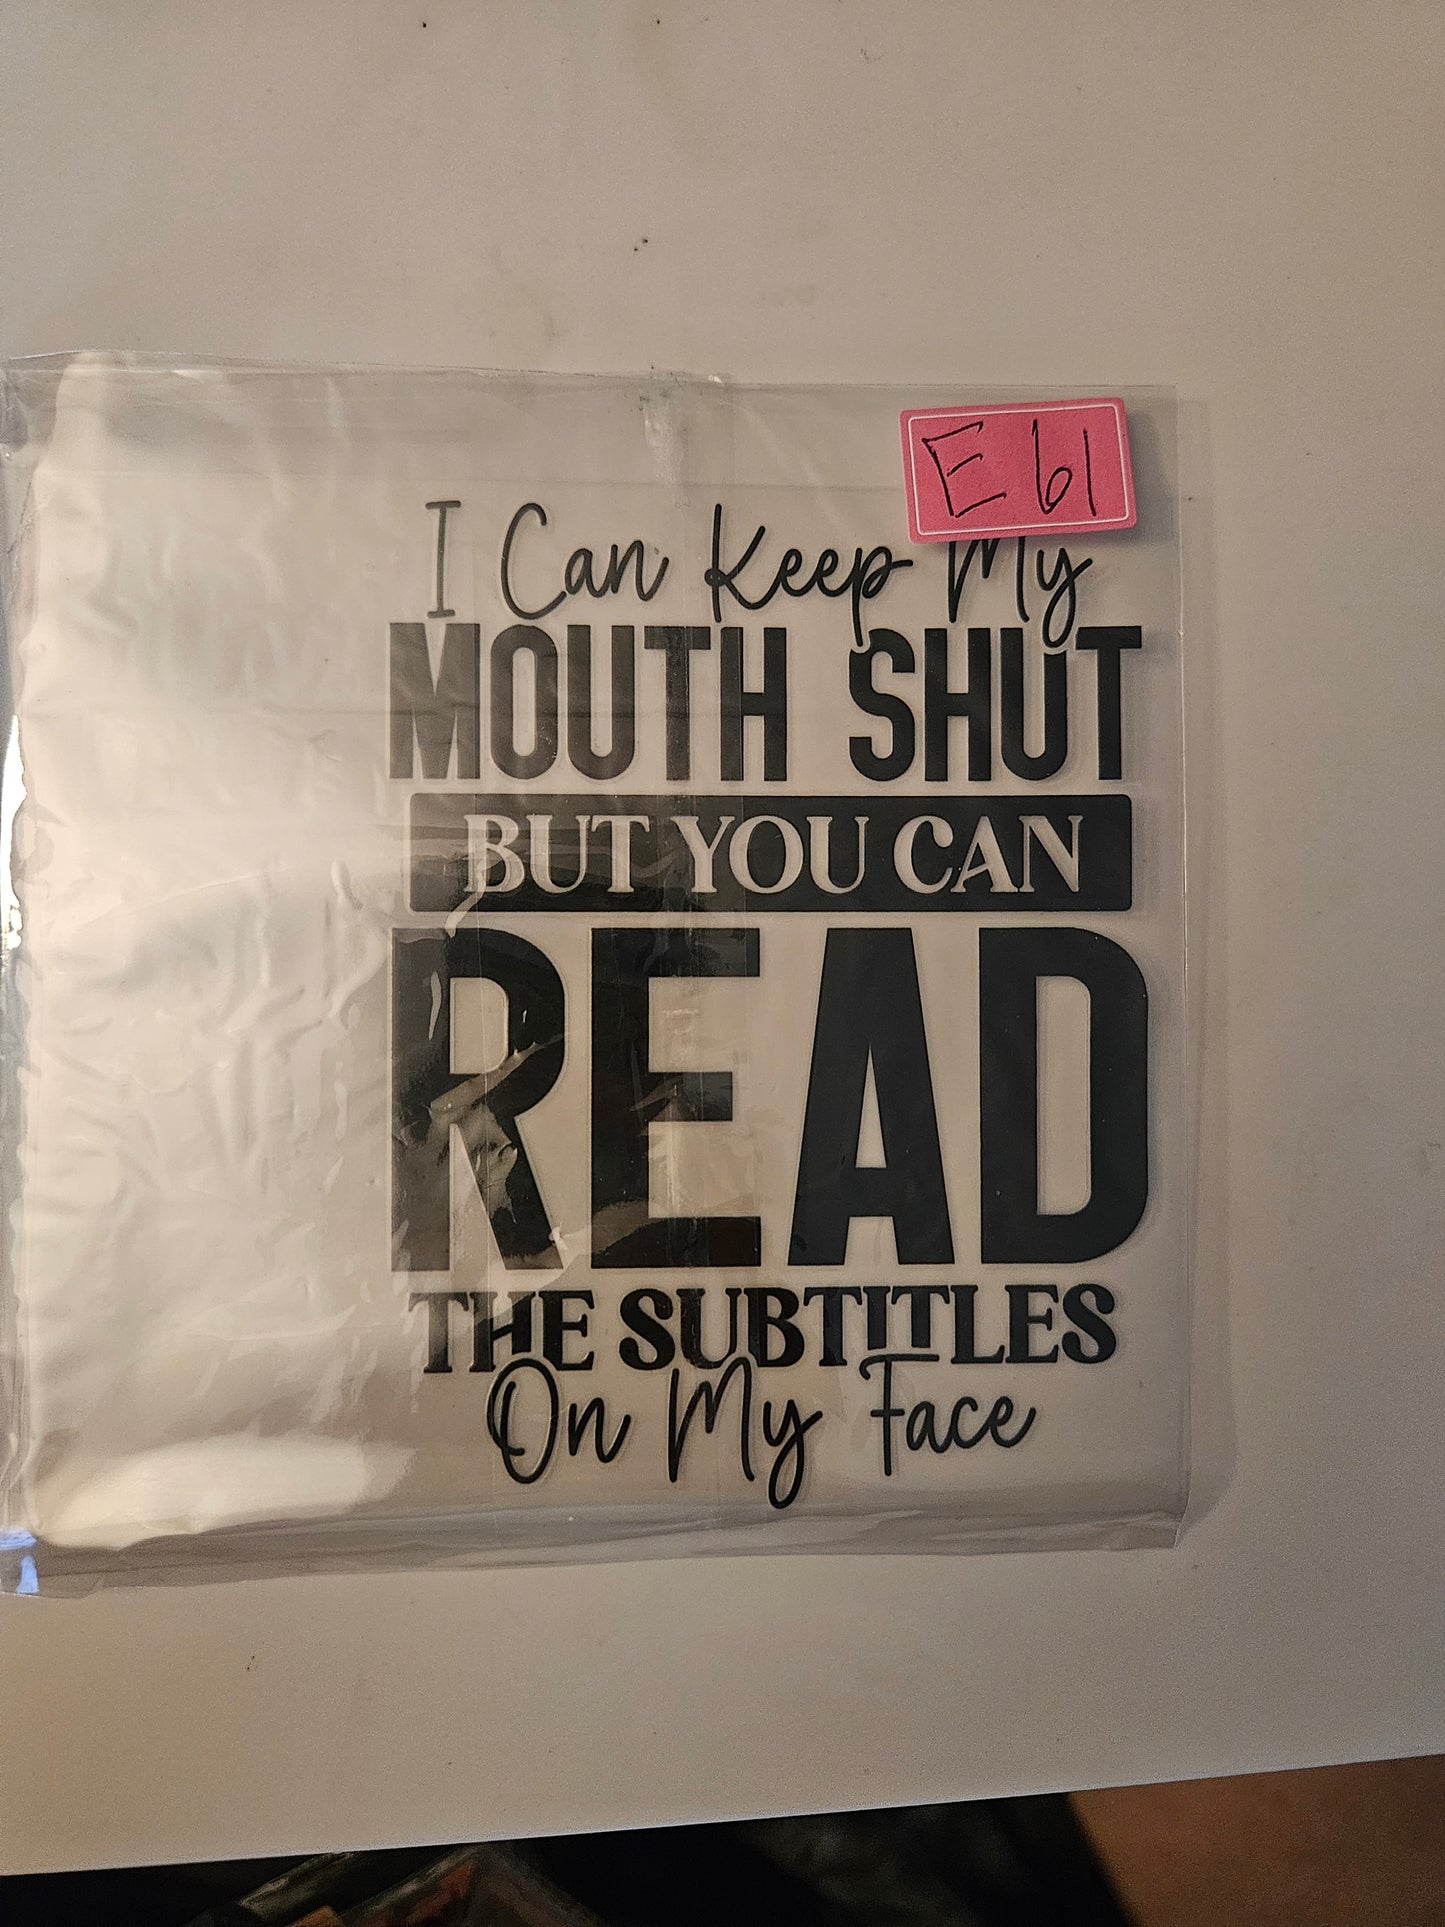 E61
I Can Keep My
MOUTH SHUT
BUT YOU CAN
READ
THE SUBTITLES
On My Face